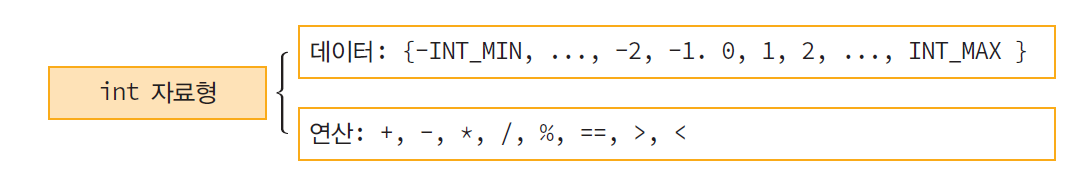 데이터: {-INT_MIN, ..., -2, -1. 0, 1, 2, ..., INT_MAX }
int 자료형
연산: +, -, *, /, %, ==, >, <